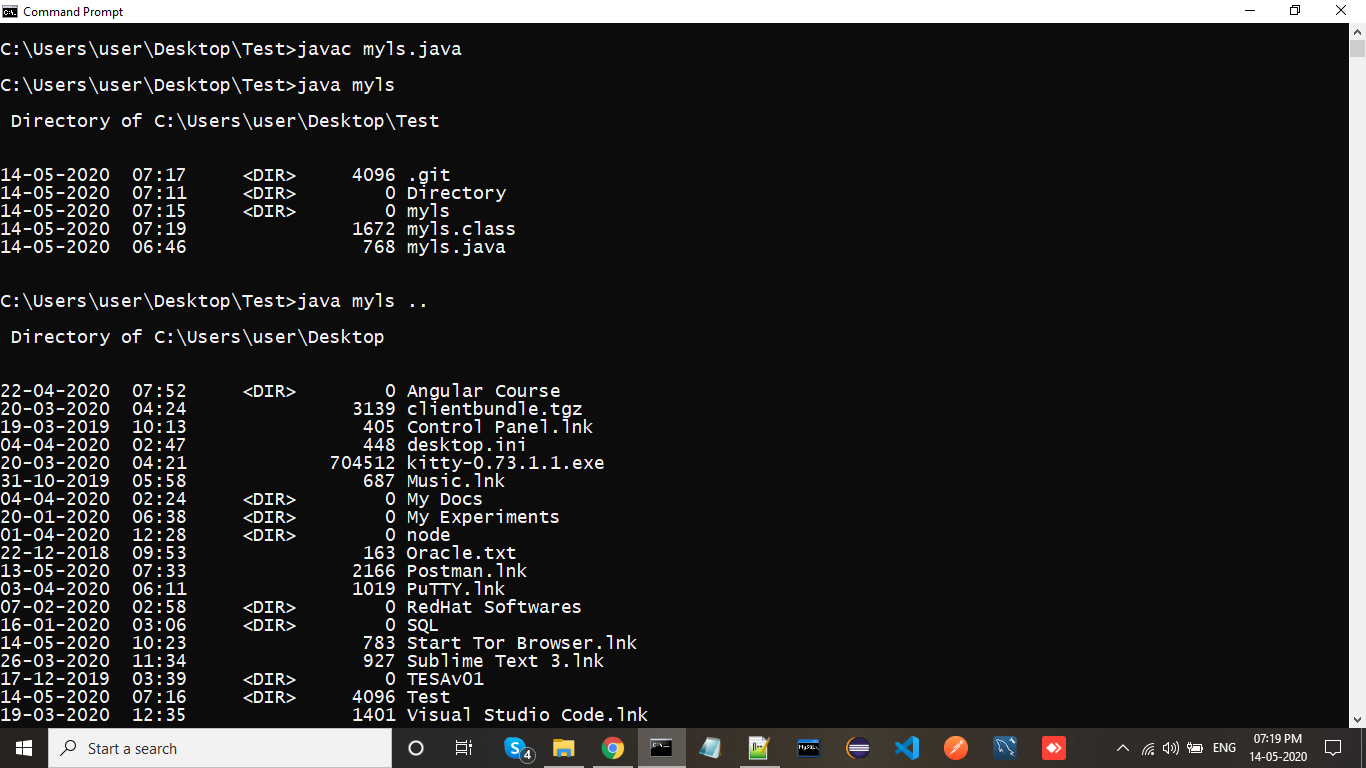 Command Prompt
C:\Users\user\Desktop\Test>javac myls.java
C:\Users\user\Desktop\Test>java myls
Directory of C:\Users\user\Desktop\Test
14-05-2020  07:17     <DIR>     4096 .git
14-05-2020  07:11     <DIR>        0 Directory
14-05-2020  07:15     <DIR>        0 myls
14-05-2020  07:19               1672 myls.class
14-05-2020  06:46                768 myls.java
C:\Users\user\Desktop\Test>java myls ..
Directory of C:\Users\user\Desktop
22-04-2020  07:52     <DIR>        0 Angular Course
20-03-2020  04:24               3139 clientbundle.tgz
19-03-2019  10:13                405 Control Panel.lnk
04-04-2020  02:47                448 desktop.ini
20-03-2020  04:21             704512 kitty-0.73.1.1.exe
31-10-2019  05:58                687 Music.lnk
04-04-2020  02:24     <DIR>        0 My Docs
20-01-2020  06:38     <DIR>        0 My Experiments
01-04-2020  12:28     <DIR>        0 node
22-12-2018  09:53                163 Oracle.txt
13-05-2020  07:33               2166 Postman.lnk
03-04-2020  06:11               1019 PuTTY.lnk
07-02-2020  02:58     <DIR>        0 RedHat Softwares
16-01-2020  03:06     <DIR>        0 SQL
14-05-2020  10:23                783 Start Tor Browser.lnk
26-03-2020  11:34                927 Sublime Text 3.lnk
17-12-2019  03:39     <DIR>        0 TESAv01
14-05-2020  07:16     <DIR>     4096 Test
19-03-2020  12:35               1401 Visual Studio Code.lnk
Start a search
4
MySQL
ENG
07:19 PM
14-05-2020